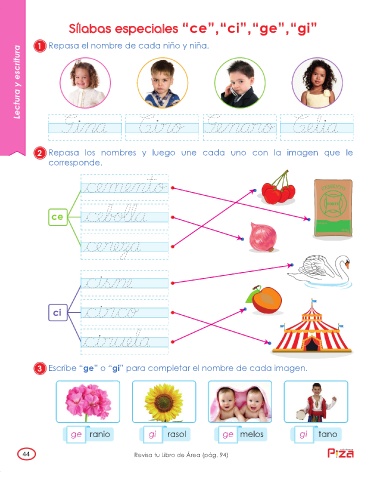 Sílabas especiales “ce”,“ci”,“ge”,“gi”
Lectura y escritura
1 Repasa el nombre de cada niño y niña.
Gina Ciro Genaro Celia
2 Repasa los nombres y luego une cada uno con la imagen que le
corresponde.
cemento
ce
cebolla
cereza
cisne
ci
circo
ciruela
3 Escribe “ge” o “gi” para completar el nombre de cada imagen.
ge ranio gi rasol ge melos gi tano
44
Revisa tu Libro de Área (pág. 94)
Piza